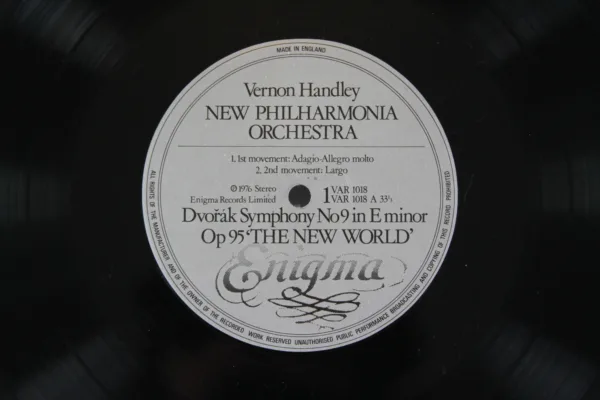 MADE IN ENGLAND
Vernon Handley
NEW PHILHARMONIA
ORCHESTRA
1. 1st movement: Adagio-Allegro molto
2. 2nd movement: Largo
℗ 1976 Stereo
Enigma Records Limited
1
VAR 1018
VAR 1018 A 33⅓
Dvořák Symphony No 9 in E minor
Op 95 'THE NEW WORLD'
Enigma
ALL RIGHTS OF THE MANUFACTURER AND OF THE OWNER OF THE RECORDED WORK RESERVED UNAUTHORISED PUBLIC PERFORMANCE BROADCASTING AND COPYING OF THIS RECORD PROHIBITED